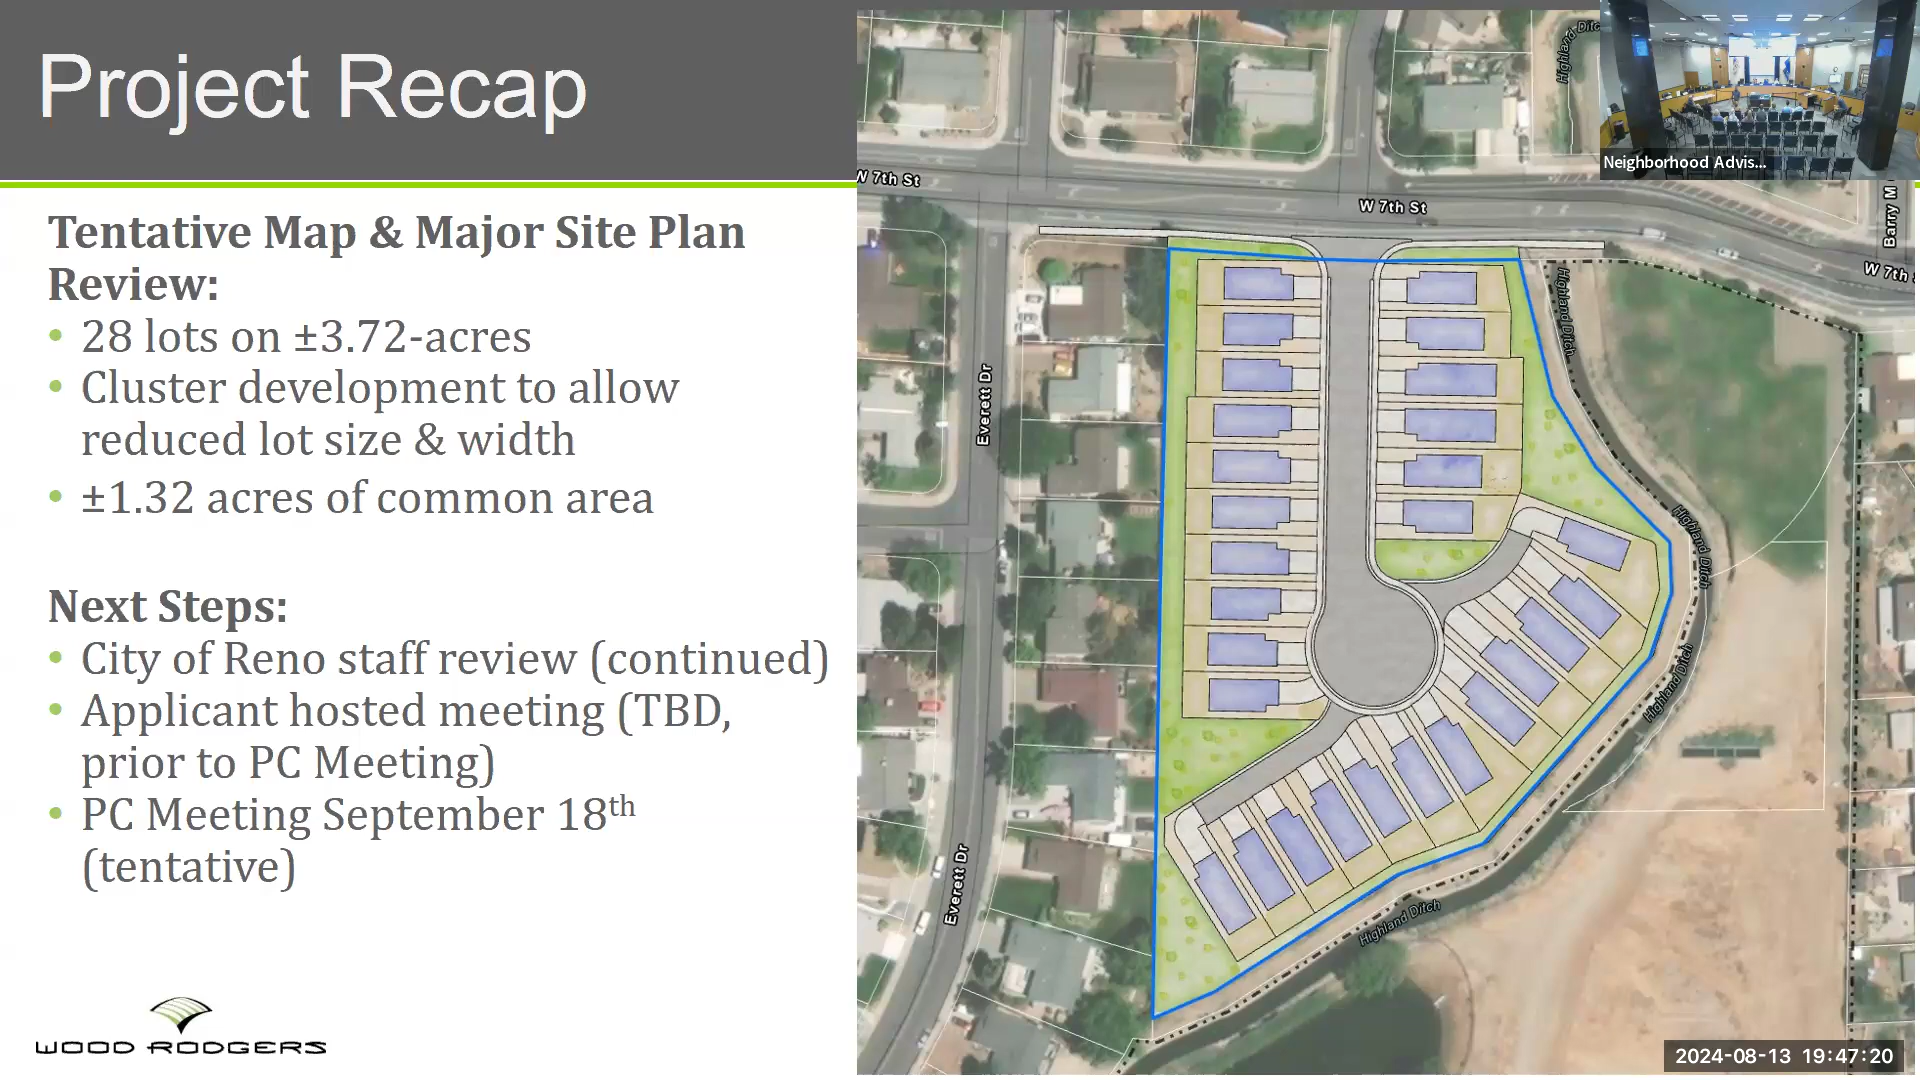 Project Recap
Tentative Map & Major Site Plan
Review:
• 28 lots on ±3.72-acres
• Cluster development to allow
reduced lot size & width
• ±1.32 acres of common area
Next Steps:
• City of Reno staff review (continued)
• Applicant hosted meeting (TBD,
prior to PC Meeting)
• PC Meeting September 18th
(tentative)
WOOD RODGERS
W 7th St
W 7th St
W 7th
Barry M
Everett Dr
Everett Dr
Highland
Highland Ditch
Highland Ditch
Highland Ditch
Highland Ditch
Neighborhood Advis...
2024-08-13 19:47:20